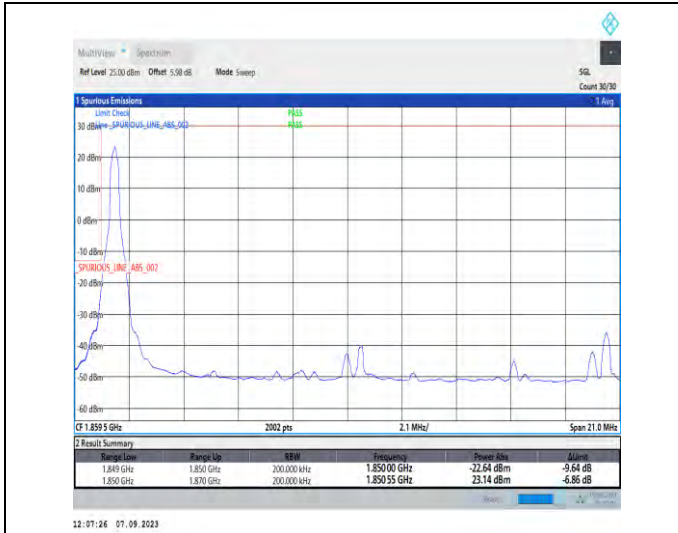 MultiView Spectrum
Ref Level 25.00 dBm Offset 5.98 dB Mode Sweep SGL
Count 30/30
1 Spurious Emissions 1 Avg
Limit Check PASS
30 dBm Line _SPURIOUS_LINE_ABS_002 PASS
20 dBm
10 dBm
0 dBm
-10 dBm
_SPURIOUS_LINE_ABS_002
-20 dBm
-30 dBm
-40 dBm
-50 dBm
-60 dBm
CF 1.859 5 GHz 2002 pts 2.1 MHz/ Span 21.0 MHz
2 Result Summary
Range Low Range Up RBW Frequency Power Abs ΔLimit
1.849 GHz 1.850 GHz 200.000 kHz 1.850 00 GHz -22.64 dBm -9.64 dB
1.850 GHz 1.870 GHz 200.000 kHz 1.850 55 GHz 23.14 dBm -6.86 dB
12:07:26 07.09.2023